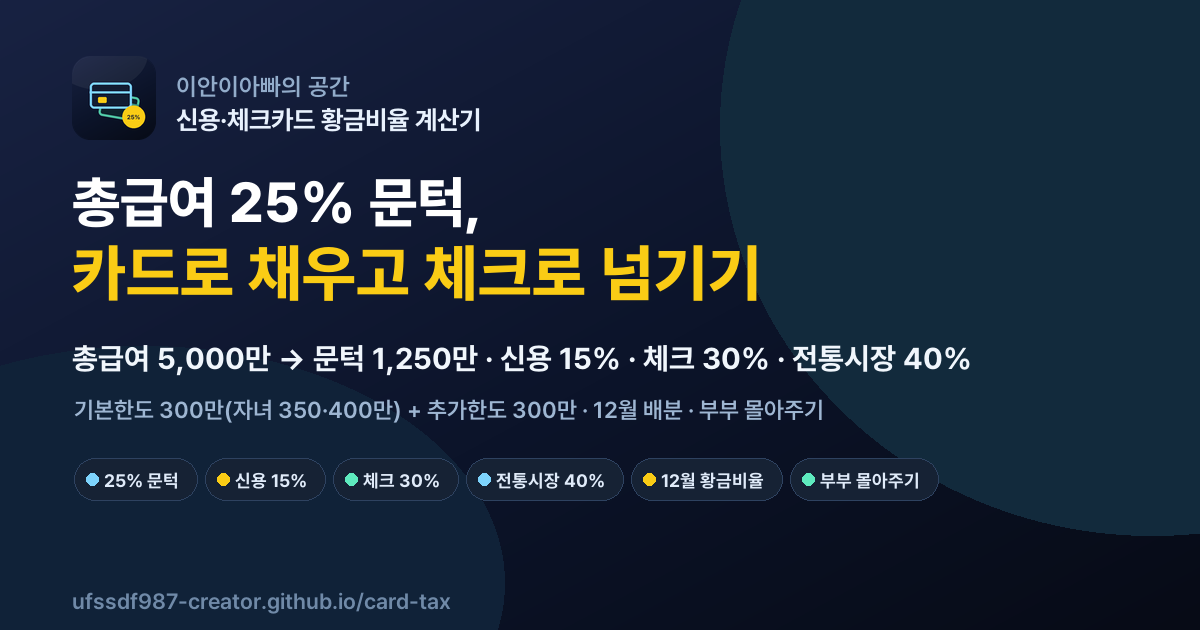 25%
이안이아빠의 공간
신용·체크카드 황금비율 계산기
총급여 25% 문턱,
카드로 채우고 체크로 넘기기
총급여 5,000만 → 문턱 1,250만 · 신용 15% · 체크 30% · 전통시장 40%
기본한도 300만(자녀 350·400만) + 추가한도 300만 · 12월 배분 · 부부 몰아주기
25% 문턱 신용 15% 체크 30% 전통시장 40% 12월 황금비율 부부 몰아주기
ufssdf987-creator.github.io/card-tax